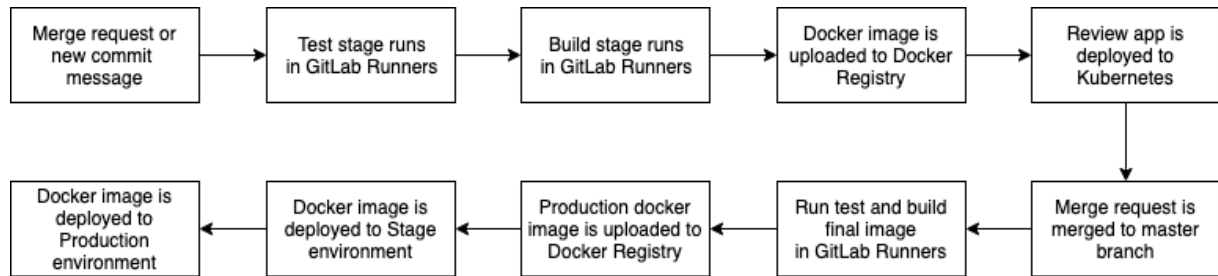 Merge request or
new commit
message
Test stage runs
in GitLab Runners
Build stage runs
in GitLab Runners
Docker image is
uploaded to Docker
Registry
Review app is
deployed to
Kubernetes
Merge request is
merged to master
branch
Run test and build
final image
in GitLab Runners
Production docker
image is uploaded to
Docker Registry
Docker image is
deployed to Stage
environment
Docker image is
deployed to
Production
environment